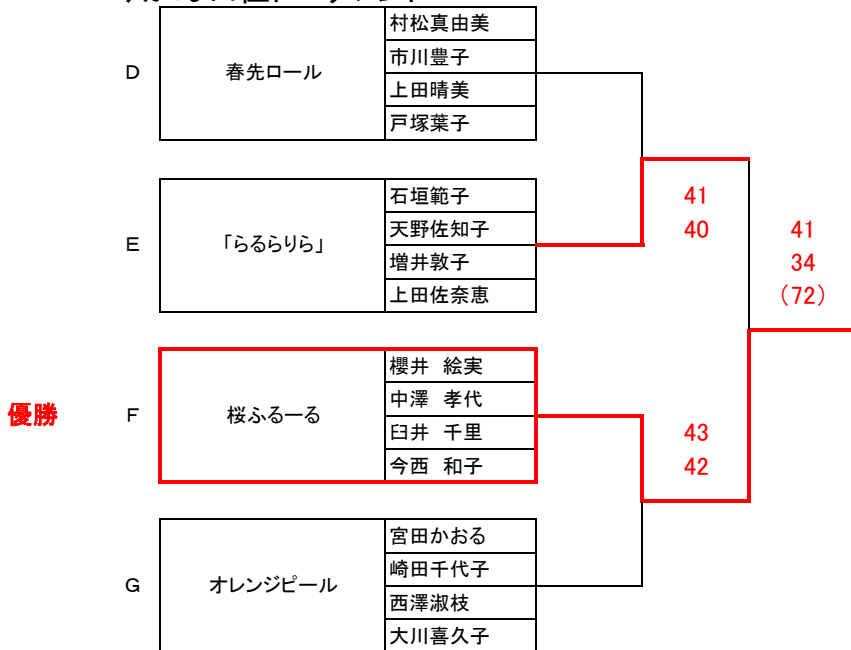 村松真由美
市川豊子
D 春先ロール
上田晴美
戸塚葉子
石垣範子 41
天野佐知子 40 41
E 「らるらりら」
増井敦子 34
上田佐奈恵 (72)
櫻井 絵実
中澤 孝代
優勝 F 桜ふるーる
臼井 千里 43
今西 和子 42
宮田かおる
崎田千代子
G オレンジピール
西澤淑枝
大川喜久子